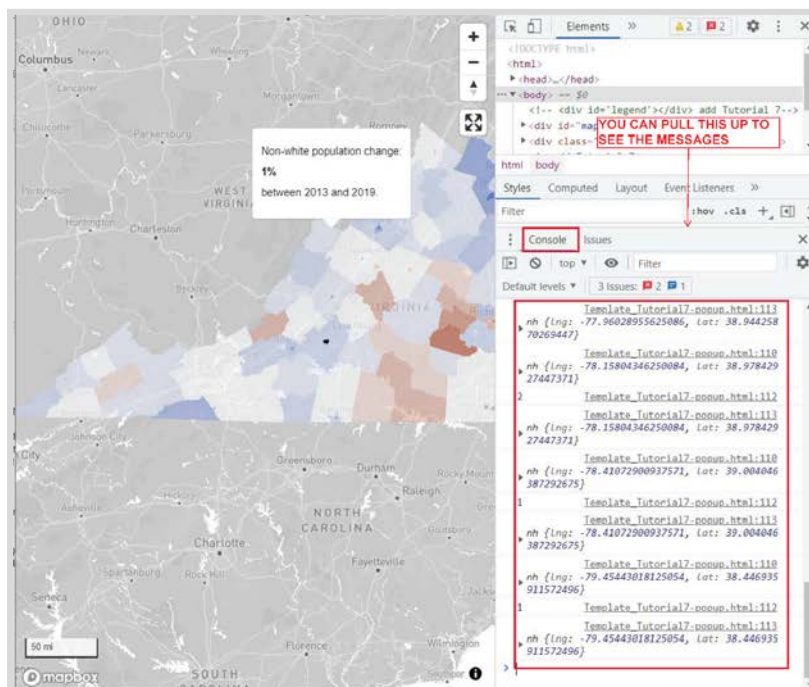 OHIO
Columbus
Newark
Wheeling
Lancaster
Morgantown
Chillicothe
Parkersburg
Romney
Non-white population change:
1%
between 2013 and 2019.
WEST
VIRGINIA
Huntington
Charleston
Beckley
VIRGINIA
Johnson City
City
Greensboro
Durham
Rocky Mount
Raleigh
Asheville
Hickory
NORTH
CAROLINA
Goldsboro
Charlotte
Spartanburg
Rock Hill
Fayetteville
Seneca
Florence
Wilmington
50 mi
SOUTH
CAROLINA
mapbox
Elements
2
2
<!DOCTYPE html>
<html>
<head>…</head>
<body> == $0
<!-- <div id='legend'></div> add Tutorial 7-->
<div id="map
<div class="
YOU CAN PULL THIS UP TO
SEE THE MESSAGES
html body
Styles Computed Layout Event Listeners
Filter :hov .cls +
Console Issues
top Filter
Default levels 3 Issues: 2 1
Template_Tutorial7-popup.html:113
nh {lng: -77.96028955625086, lat: 38.944258
70269447}
Template_Tutorial7-popup.html:110
nh {lng: -78.15804346250084, lat: 38.978429
27447371}
2 Template_Tutorial7-popup.html:112
Template_Tutorial7-popup.html:113
nh {lng: -78.15804346250084, lat: 38.978429
27447371}
Template_Tutorial7-popup.html:110
nh {lng: -78.41072900937571, lat: 39.004046
387292675}
1 Template_Tutorial7-popup.html:112
Template_Tutorial7-popup.html:113
nh {lng: -78.41072900937571, lat: 39.004046
387292675}
Template_Tutorial7-popup.html:110
nh {lng: -79.45443018125054, lat: 38.446935
911572496}
1 Template_Tutorial7-popup.html:112
Template_Tutorial7-popup.html:113
nh {lng: -79.45443018125054, lat: 38.446935
911572496}